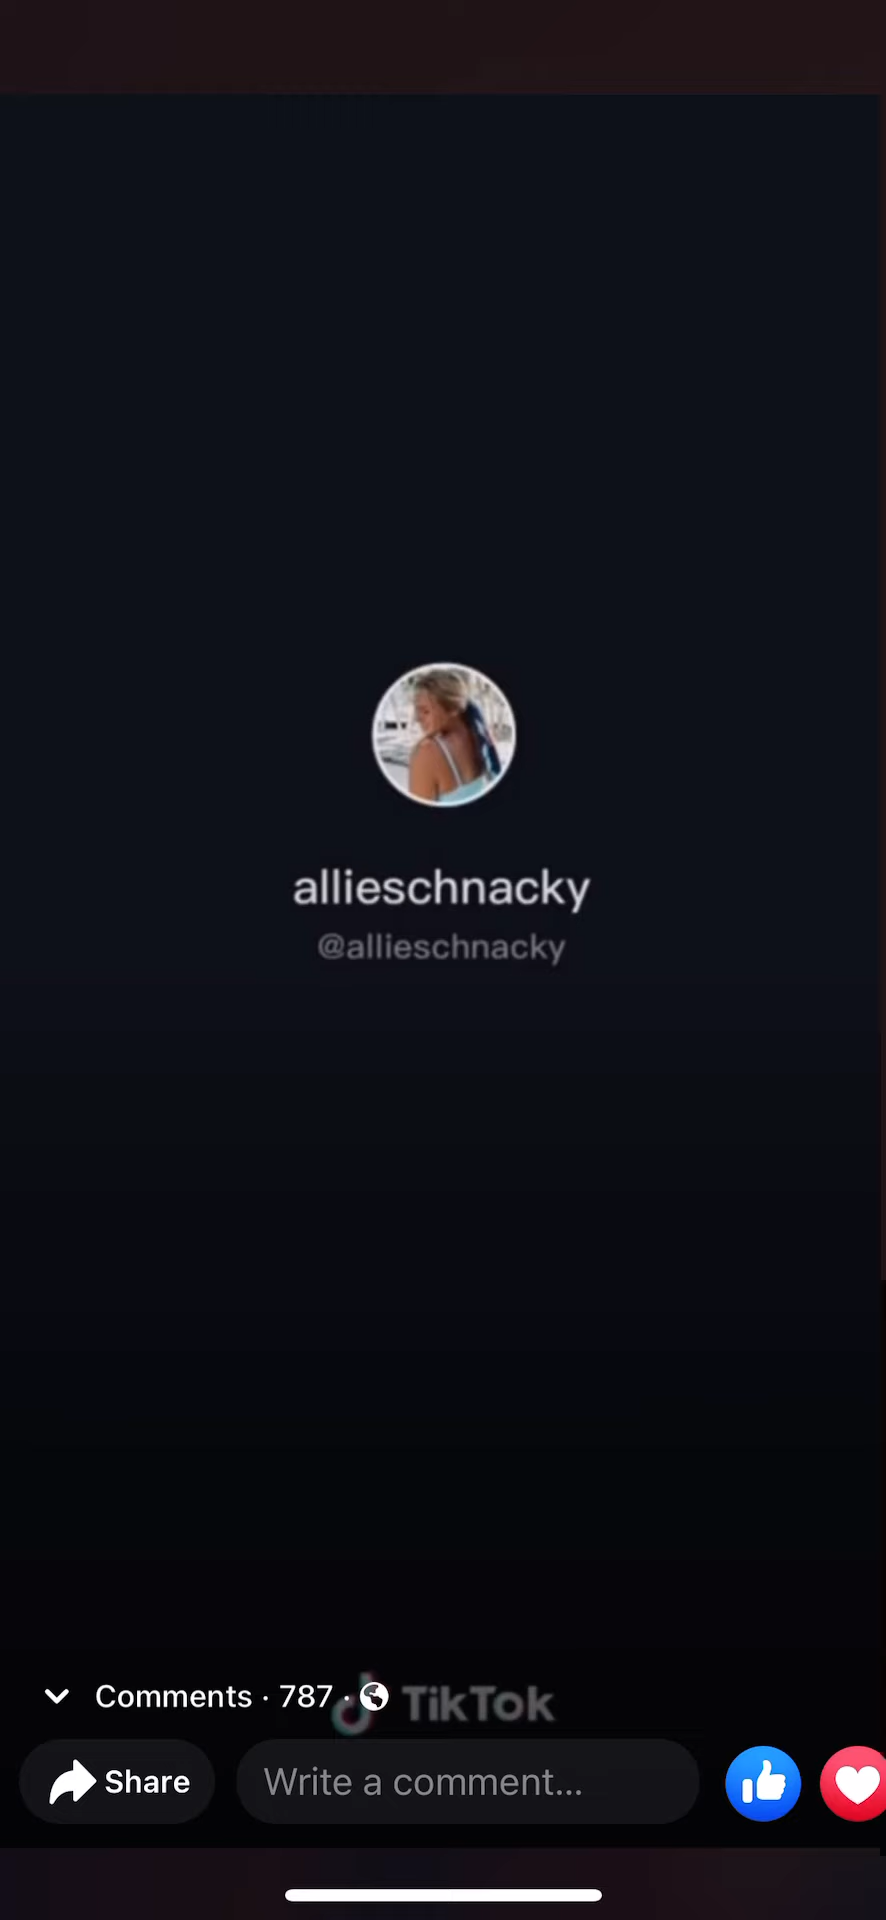 allieschnacky
@allieschnacky
Comments · 787 ·
TikTok
Share
Write a comment...